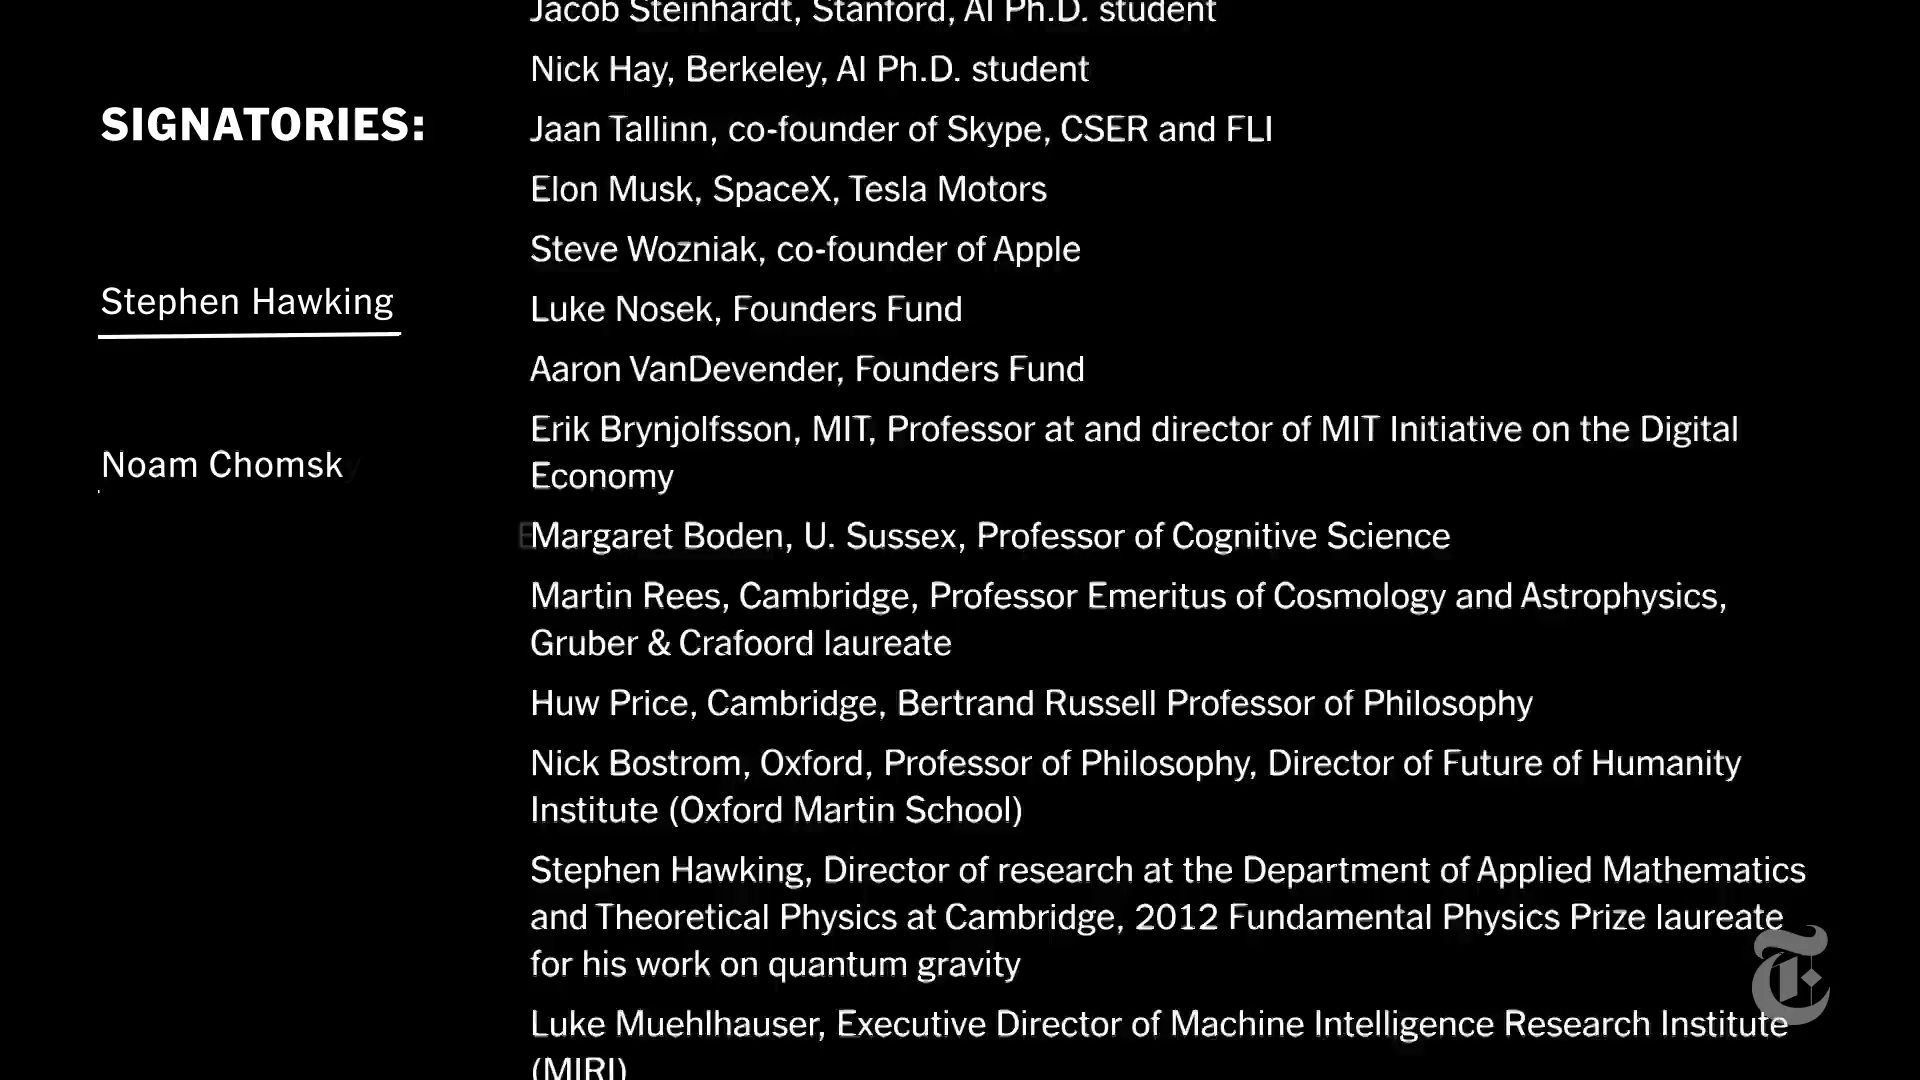 SIGNATORIES:
Stephen Hawking
Noam Chomsky
Jacob Steinhardt, Stanford, AI Ph.D. student
Nick Hay, Berkeley, AI Ph.D. student
Jaan Tallinn, co-founder of Skype, CSER and FLI
Elon Musk, SpaceX, Tesla Motors
Steve Wozniak, co-founder of Apple
Luke Nosek, Founders Fund
Aaron VanDevender, Founders Fund
Erik Brynjolfsson, MIT, Professor at and director of MIT Initiative on the Digital
Economy
Margaret Boden, U. Sussex, Professor of Cognitive Science
Martin Rees, Cambridge, Professor Emeritus of Cosmology and Astrophysics,
Gruber & Crafoord laureate
Huw Price, Cambridge, Bertrand Russell Professor of Philosophy
Nick Bostrom, Oxford, Professor of Philosophy, Director of Future of Humanity
Institute (Oxford Martin School)
Stephen Hawking, Director of research at the Department of Applied Mathematics
and Theoretical Physics at Cambridge, 2012 Fundamental Physics Prize laureate
for his work on quantum gravity
Luke Muehlhauser, Executive Director of Machine Intelligence Research Institute
(MIRI)
T